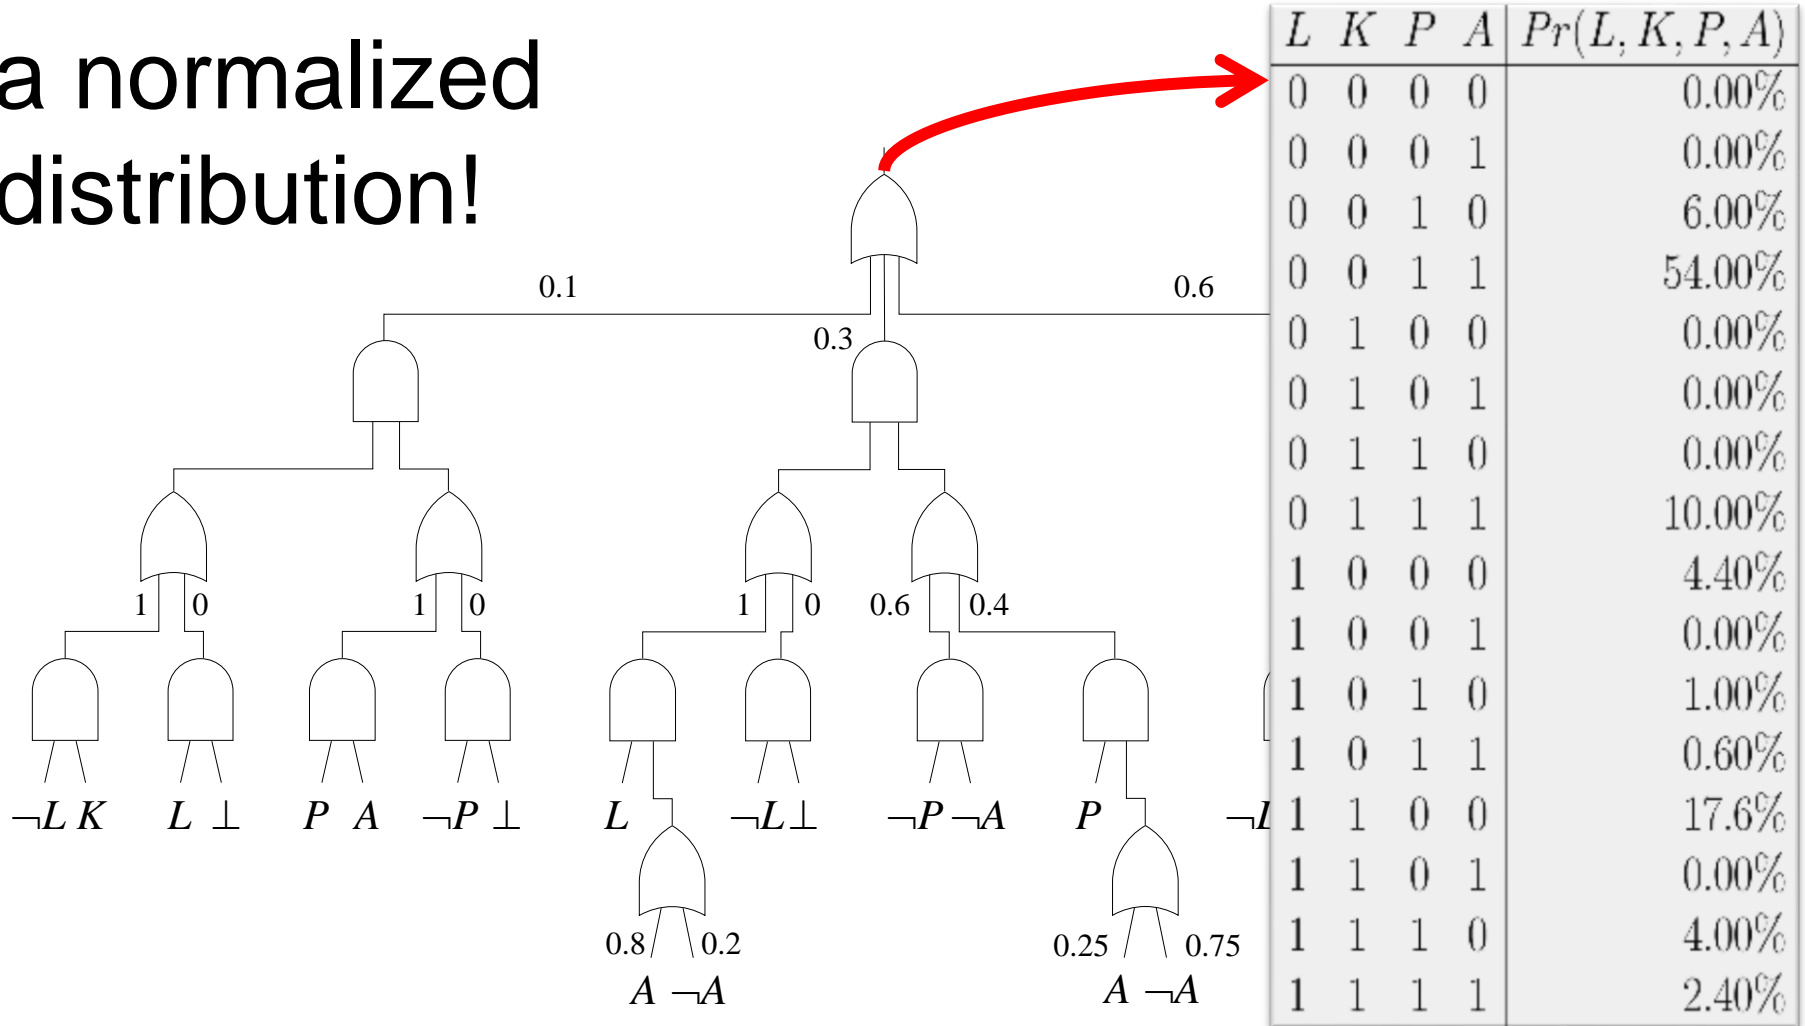 a normalized
distribution!
0.1
0.6
0.3
1 0
1 0
1 0
0.6 0.4
¬L K
L ⊥
P A
¬P ⊥
L
¬L⊥
¬P ¬A
P
0.8 0.2
A ¬A
0.25 0.75
A ¬A
L K P A Pr(L, K, P, A)
0 0 0 0 0.00%
0 0 0 1 0.00%
0 0 1 0 6.00%
0 0 1 1 54.00%
0 1 0 0 0.00%
0 1 0 1 0.00%
0 1 1 0 0.00%
0 1 1 1 10.00%
1 0 0 0 4.40%
1 0 0 1 0.00%
1 0 1 0 1.00%
1 0 1 1 0.60%
1 1 0 0 17.6%
1 1 0 1 0.00%
1 1 1 0 4.00%
1 1 1 1 2.40%